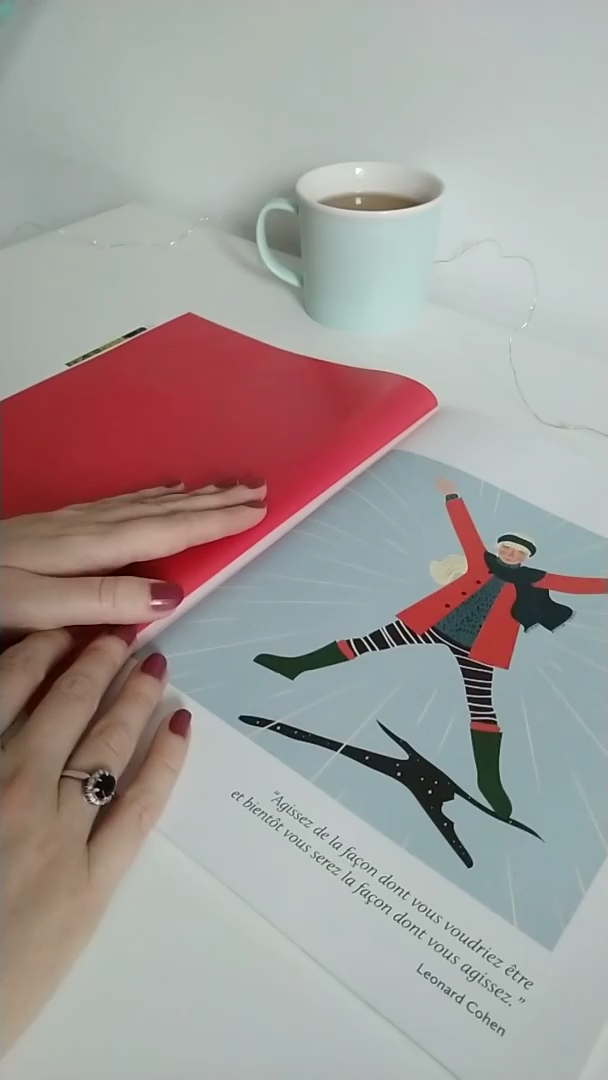 “Agissez de la façon dont vous voudriez être
et bientôt vous serez la façon dont vous agissez.”
Leonard Cohen